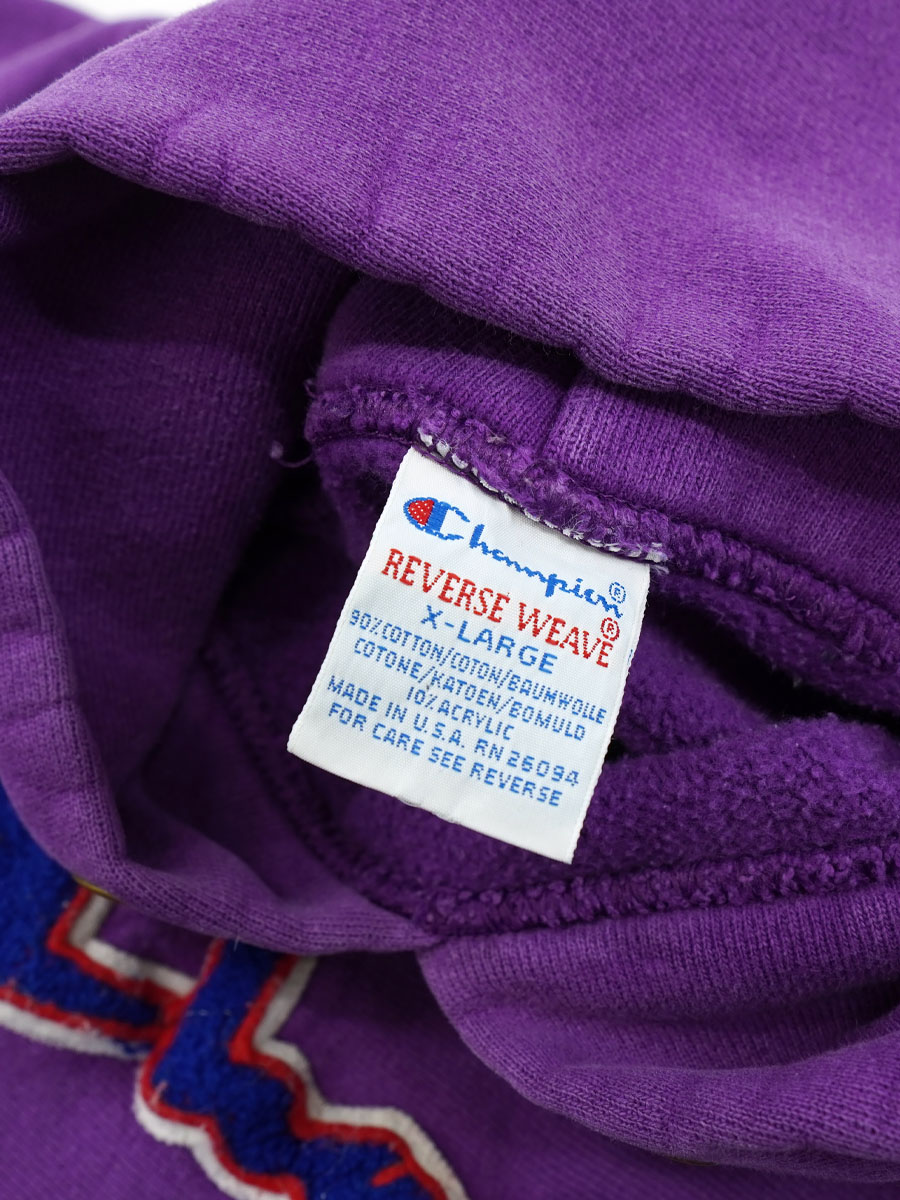 Champion®
REVERSE WEAVE®
X-LARGE
90%COTTON/COTON/BAUMWOLLE
COTONE/KATOEN/BOMULD
10%ACRYLIC
MADE IN U.S.A. RN 26094
FOR CARE SEE REVERSE